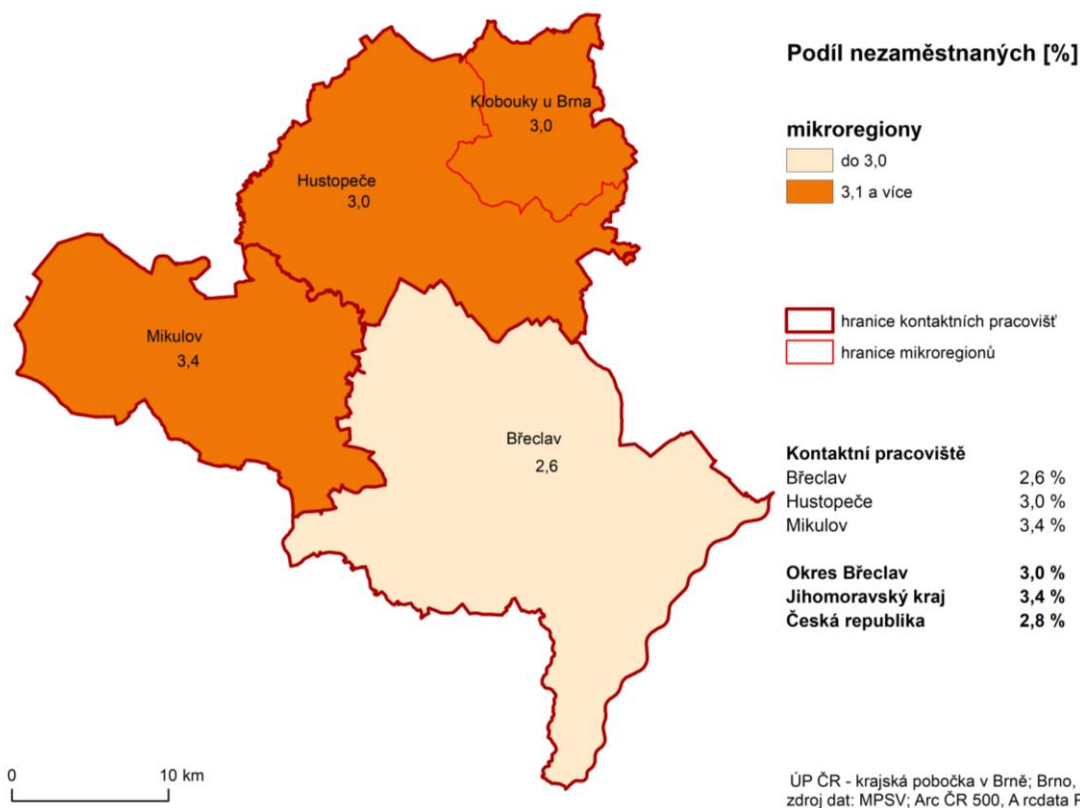 Podíl nezaměstnaných [%]
mikroregiony
do 3,0
3,1 a více
hranice kontaktních pracovišť
hranice mikroregionů
Kontaktní pracoviště
Břeclav 2,6 %
Hustopeče 3,0 %
Mikulov 3,4 %
Okres Břeclav 3,0 %
Jihomoravský kraj 3,4 %
Česká republika 2,8 %
Klobouky u Brna
3,0
Hustopeče
3,0
Mikulov
3,4
Břeclav
2,6
0 10 km
ÚP ČR - krajská pobočka v Brně; Brno,
zdroj dat: MPSV; Arc ČR 500, A rcdata